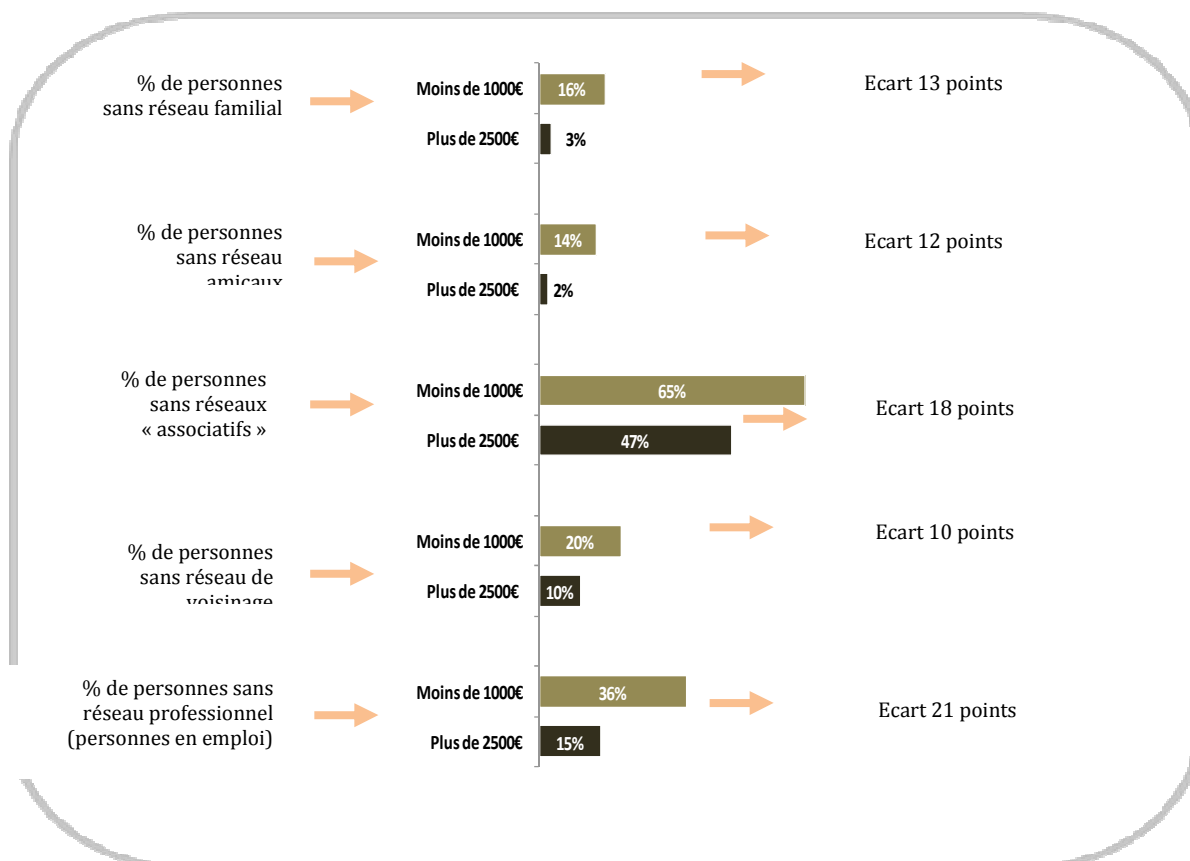 % de personnes
sans réseau familial
Moins de 1000€
16%
Plus de 2500€
3%
Ecart 13 points
% de personnes
sans réseau
amicaux
Moins de 1000€
14%
Plus de 2500€
2%
Ecart 12 points
% de personnes
sans réseaux
« associatifs »
Moins de 1000€
65%
Plus de 2500€
47%
Ecart 18 points
% de personnes
sans réseau de
voisinage
Moins de 1000€
20%
Plus de 2500€
10%
Ecart 10 points
% de personnes sans
réseau professionnel
(personnes en emploi)
Moins de 1000€
36%
Plus de 2500€
15%
Ecart 21 points